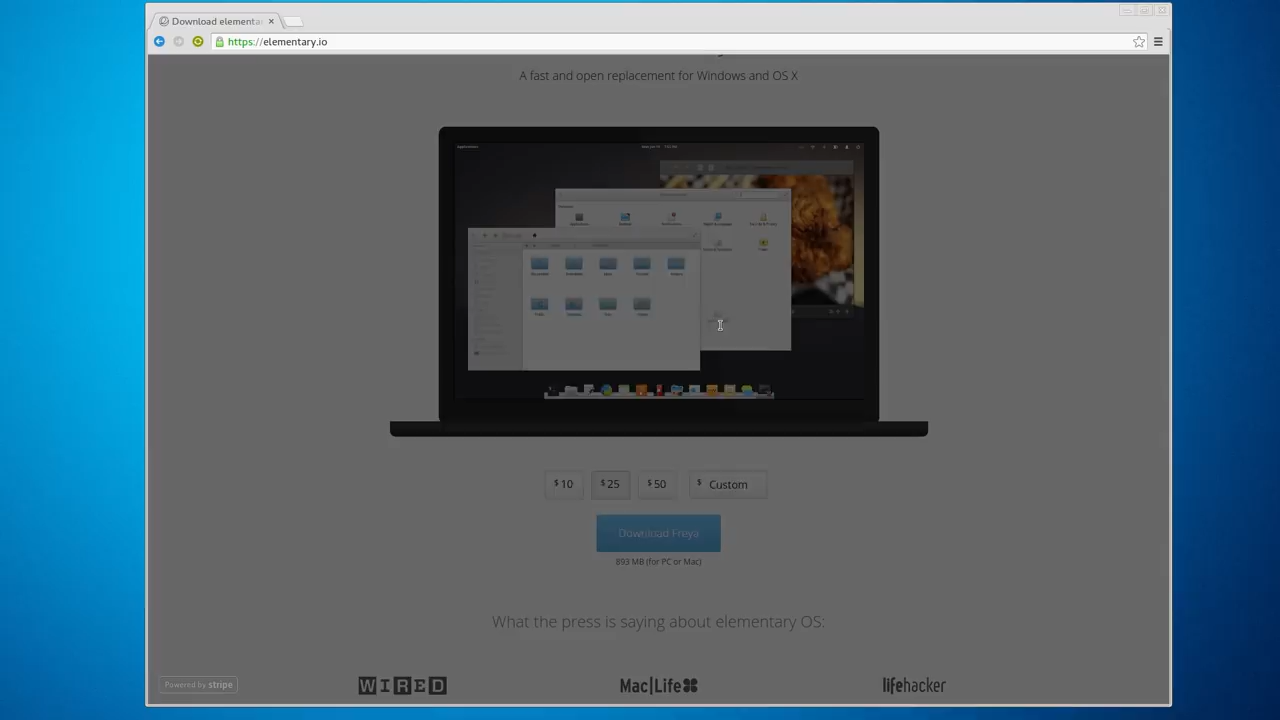 Download elementar
https://elementary.io
A fast and open replacement for Windows and OS X
Applications
$10
$25
$50
$ Custom
Download Freya
893 MB (for PC or Mac)
What the press is saying about elementary OS:
Powered by stripe
WIRED
Mac|Life
lifehacker